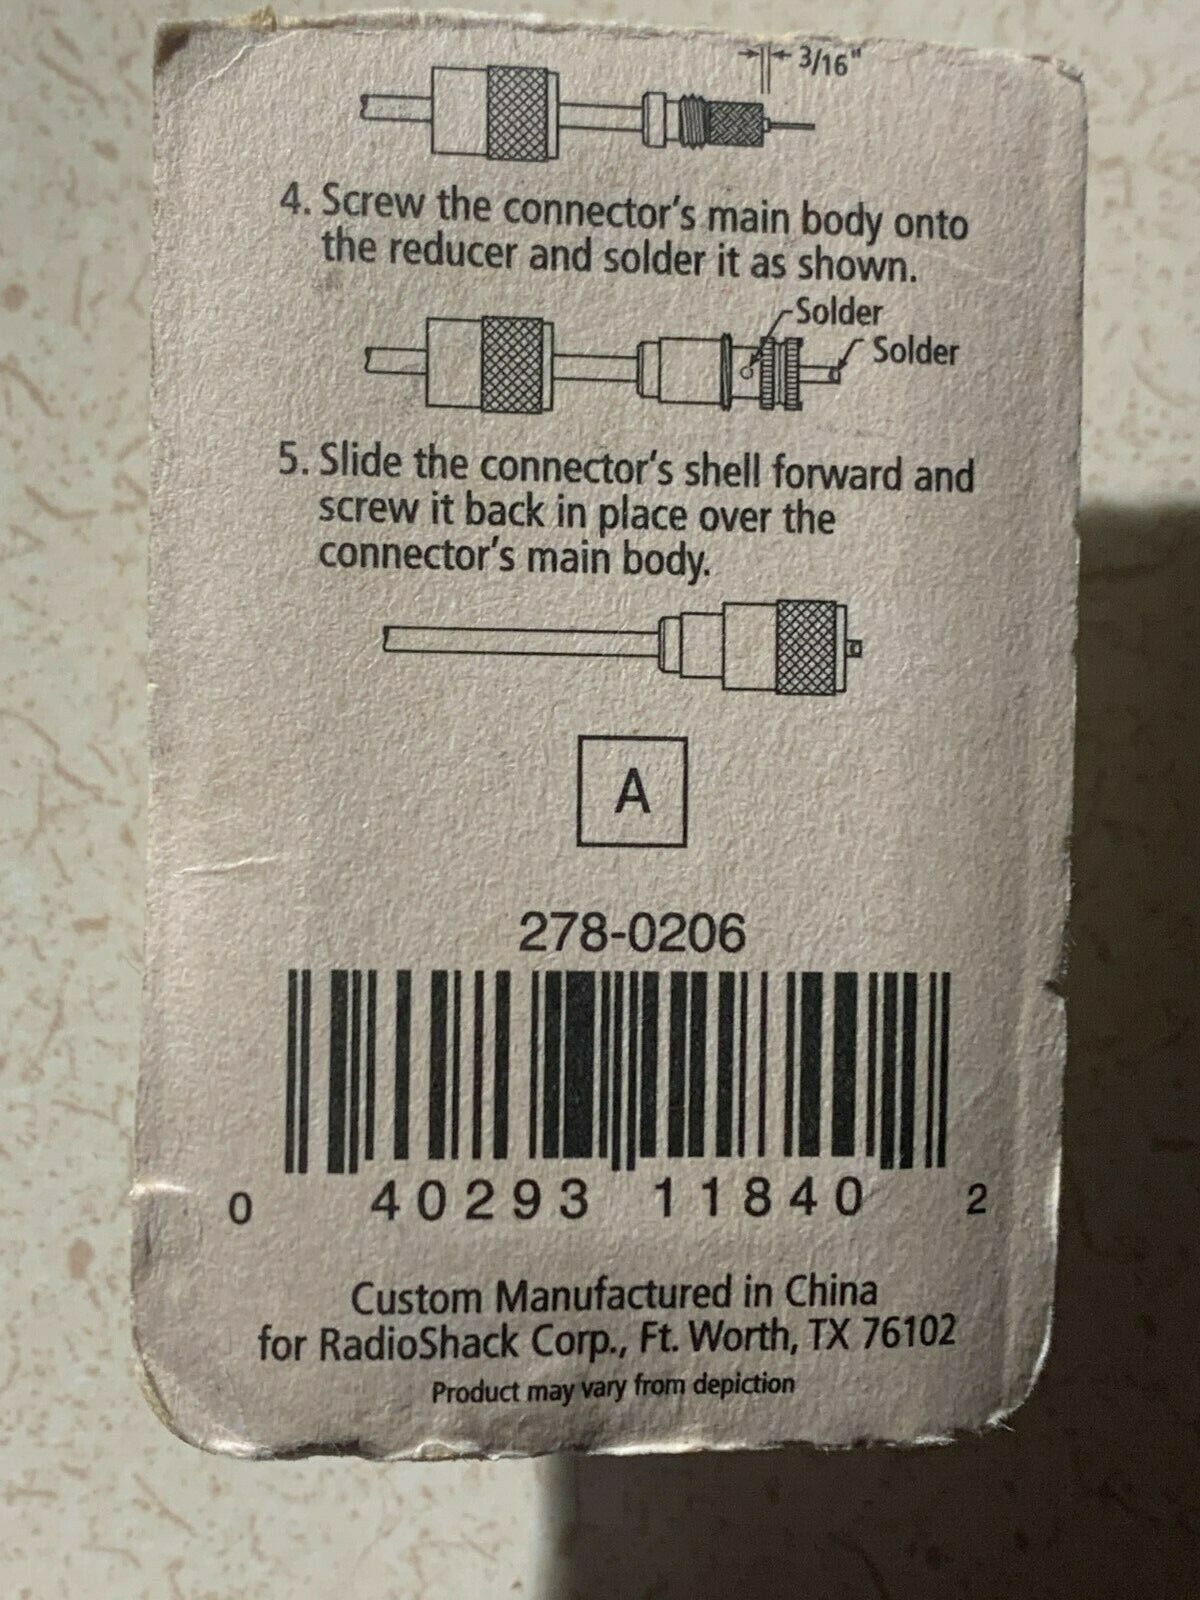 3/16"
4. Screw the connector's main body onto
the reducer and solder it as shown.
Solder
Solder
5. Slide the connector's shell forward and
screw it back in place over the
connector's main body.
A
278-0206
0 40293 11840 2
Custom Manufactured in China
for RadioShack Corp., Ft. Worth, TX 76102
Product may vary from depiction